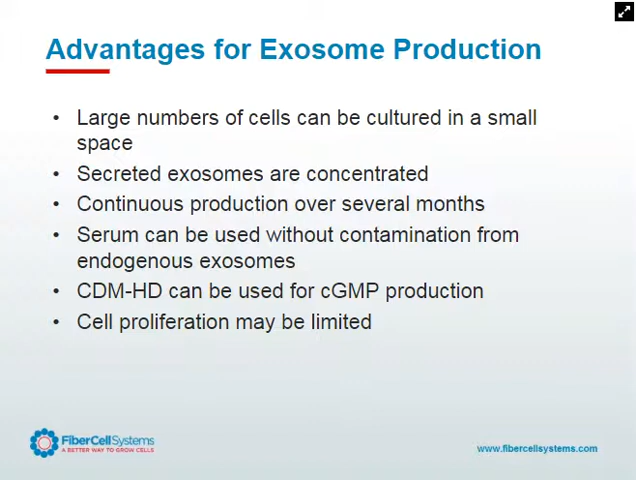 Advantages for Exosome Production
• Large numbers of cells can be cultured in a small
space
• Secreted exosomes are concentrated
• Continuous production over several months
• Serum can be used without contamination from
endogenous exosomes
• CDM-HD can be used for cGMP production
• Cell proliferation may be limited
FiberCellSystems
A BETTER WAY TO GROW CELLS
www.fibercellsystems.com